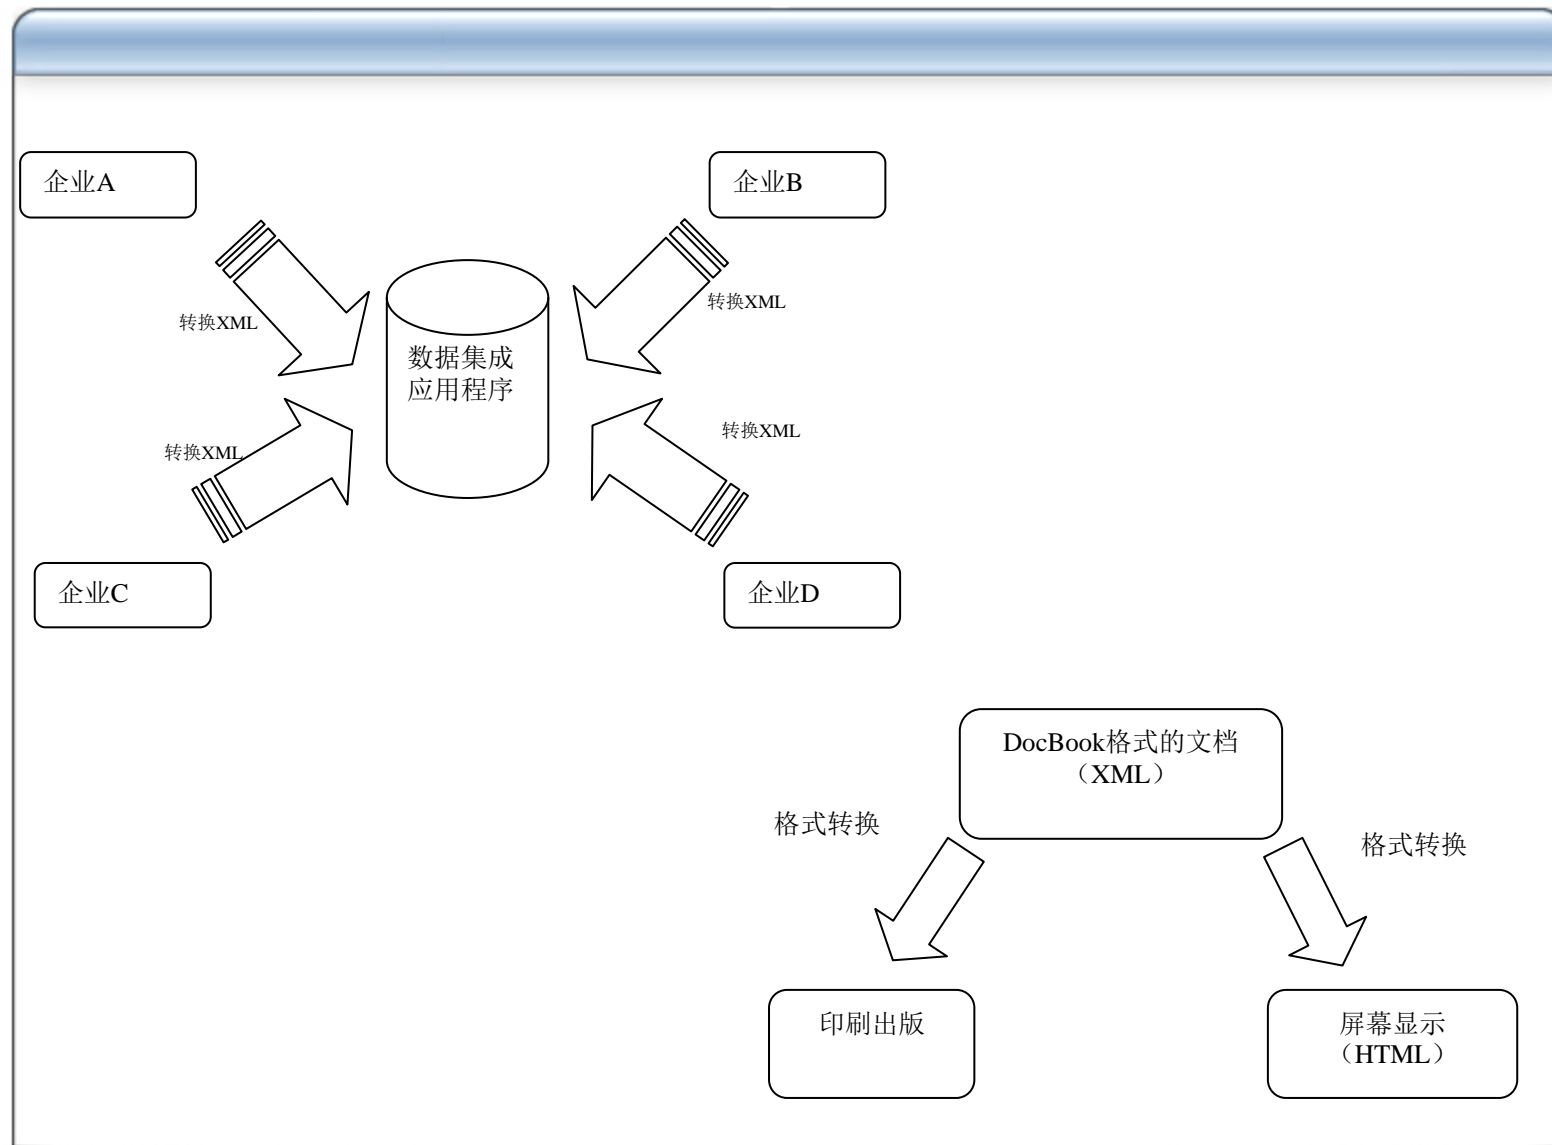 企业A
企业B
转换XML
转换XML
数据集成
应用程序
转换XML
转换XML
企业C
企业D
DocBook格式的文档
（XML）
格式转换
格式转换
印刷出版
屏幕显示
（HTML）